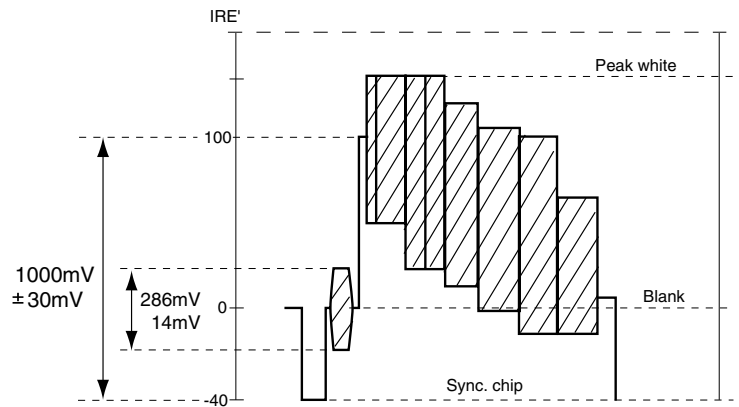 IRE'
Peak white
100
1000mV
±30mV
286mV
14mV
0
Blank
-40
Sync. chip